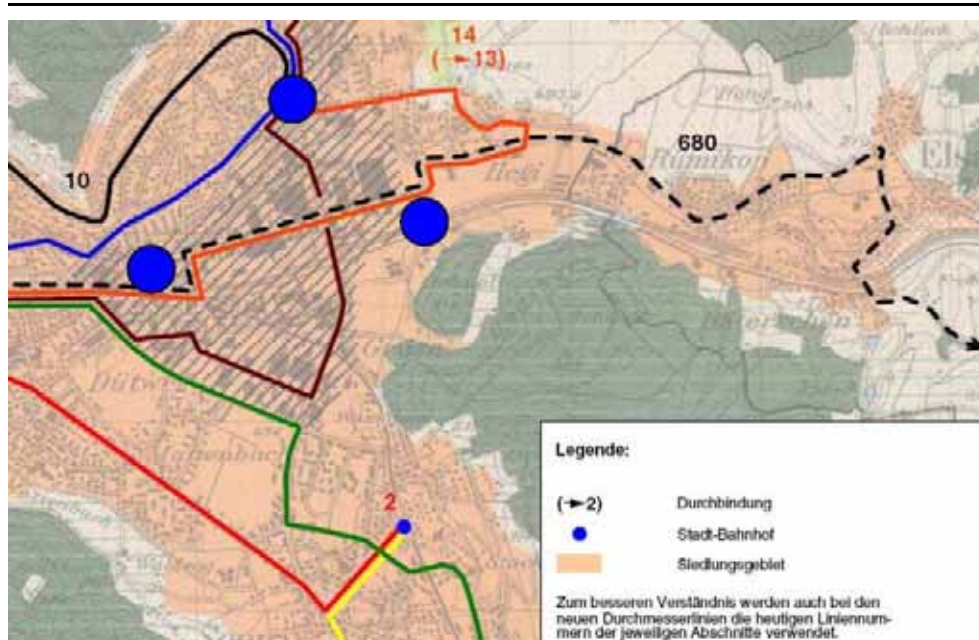 14
(→13)
680
10
Hegi
Rümikon
Els
2
Legende:
(→2) Durchbindung
Stadt-Bahnhof
Siedlungsgebiet
Zum besseren Verständnis werden auch bei den
neuen Durchmesserlinien die heutigen Liniennum-
mern der jeweiligen Abschnitte verwendet.